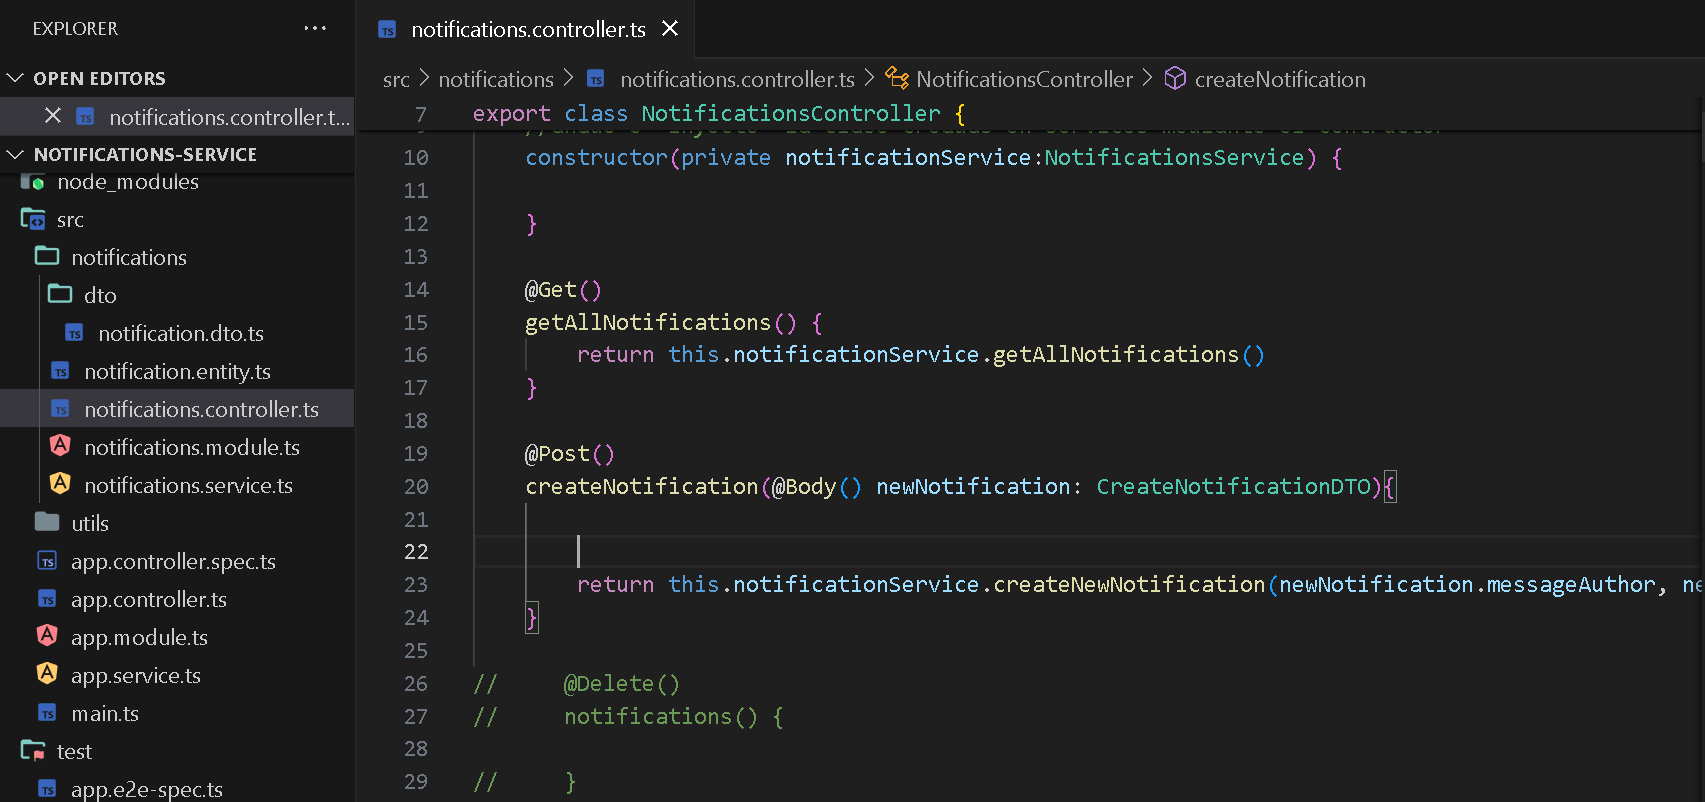 EXPLORER
···
OPEN EDITORS
notifications.controller.t...
NOTIFICATIONS-SERVICE
node_modules
src
notifications
dto
notification.dto.ts
notification.entity.ts
notifications.controller.ts
notifications.module.ts
notifications.service.ts
utils
app.controller.spec.ts
app.controller.ts
app.module.ts
app.service.ts
main.ts
test
app.e2e-spec.ts
TS notifications.controller.ts
src > notifications > TS notifications.controller.ts > NotificationsController > createNotification
7 export class NotificationsController {
10 constructor(private notificationService:NotificationsService) {
11
12 }
13
14 @Get()
15 getAllNotifications() {
16 return this.notificationService.getAllNotifications()
17 }
18
19 @Post()
20 createNotification(@Body() newNotification: CreateNotificationDTO){
21
22
23 return this.notificationService.createNewNotification(newNotification.messageAuthor,
24 }
25
26 // @Delete()
27 // notifications() {
28
29 // }